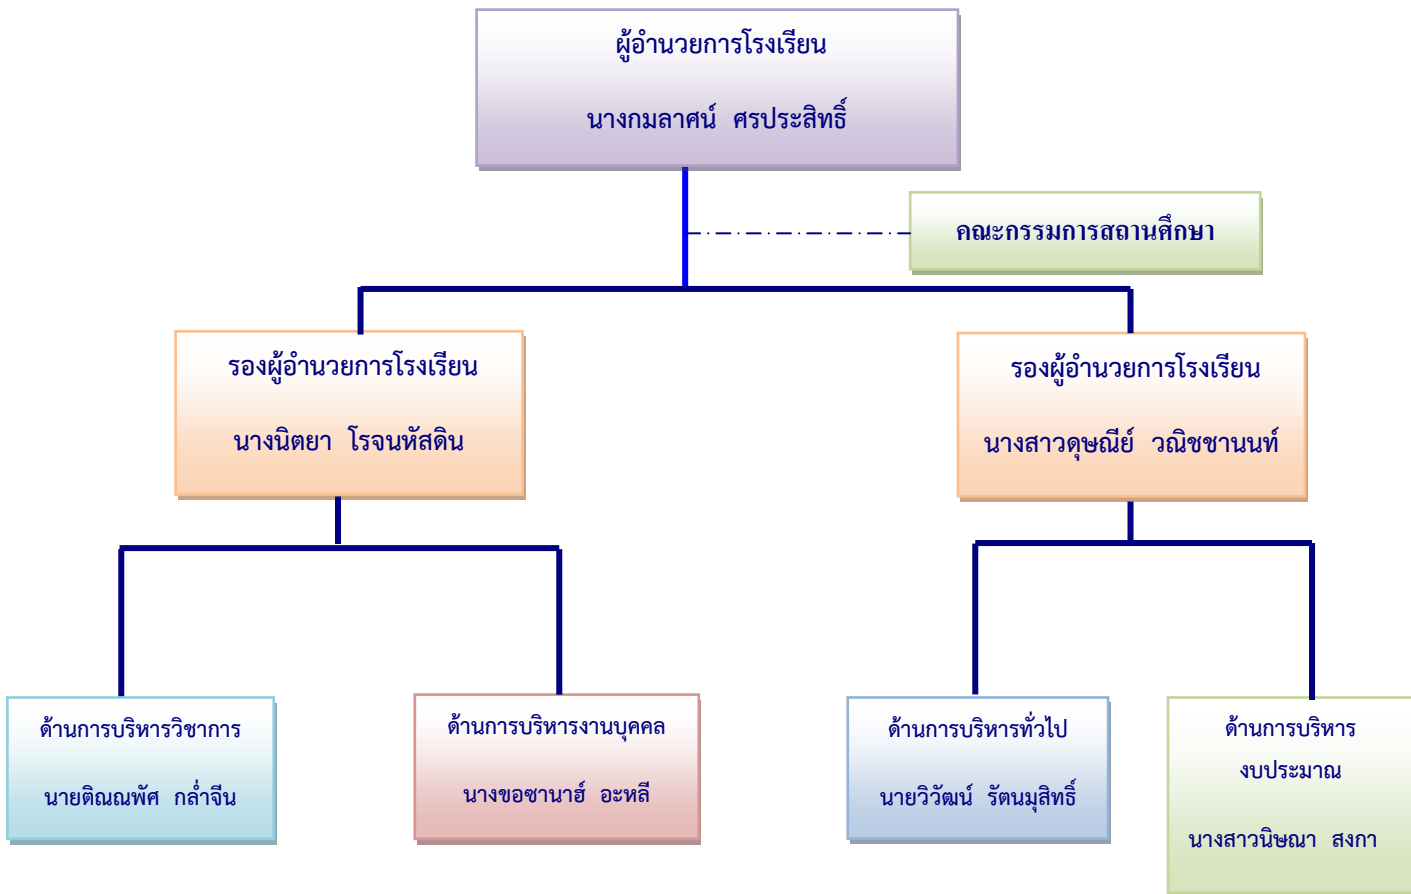 ผู้อำนวยการโรงเรียน
นางกมลาศน์ ศรประสิทธิ์
คณะกรรมการสถานศึกษา
รองผู้อำนวยการโรงเรียน
นางนิตยา โรจนหัสดิน
รองผู้อำนวยการโรงเรียน
นางสาวดุษณีย์ วณิชชานนท์
ด้านการบริหารวิชาการ
นายติณณพัศ กล่ำจีน
ด้านการบริหารงานบุคคล
นางขอซานาฮ์ อะหลี
ด้านการบริหารทั่วไป
นายวิวัฒน์ รัตนมุสิทธิ์
ด้านการบริหาร
งบประมาณ
นางสาวนิษณา สงกา